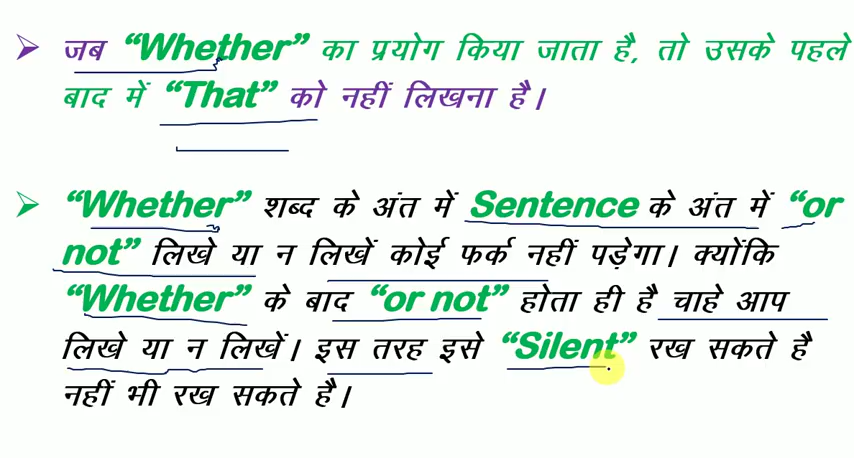 ➢ जब “Whether” का प्रयोग किया जाता है, तो उसके पहले
बाद में “That” को नहीं लिखना है।
➢ “Whether” शब्द के अंत में Sentence के अंत में “or
not” लिखे या न लिखें कोई फर्क नहीं पड़ेगा। क्योंकि
“Whether” के बाद “or not” होता ही है चाहे आप
लिखे या न लिखें। इस तरह इसे “Silent” रख सकते है
नहीं भी रख सकते है।